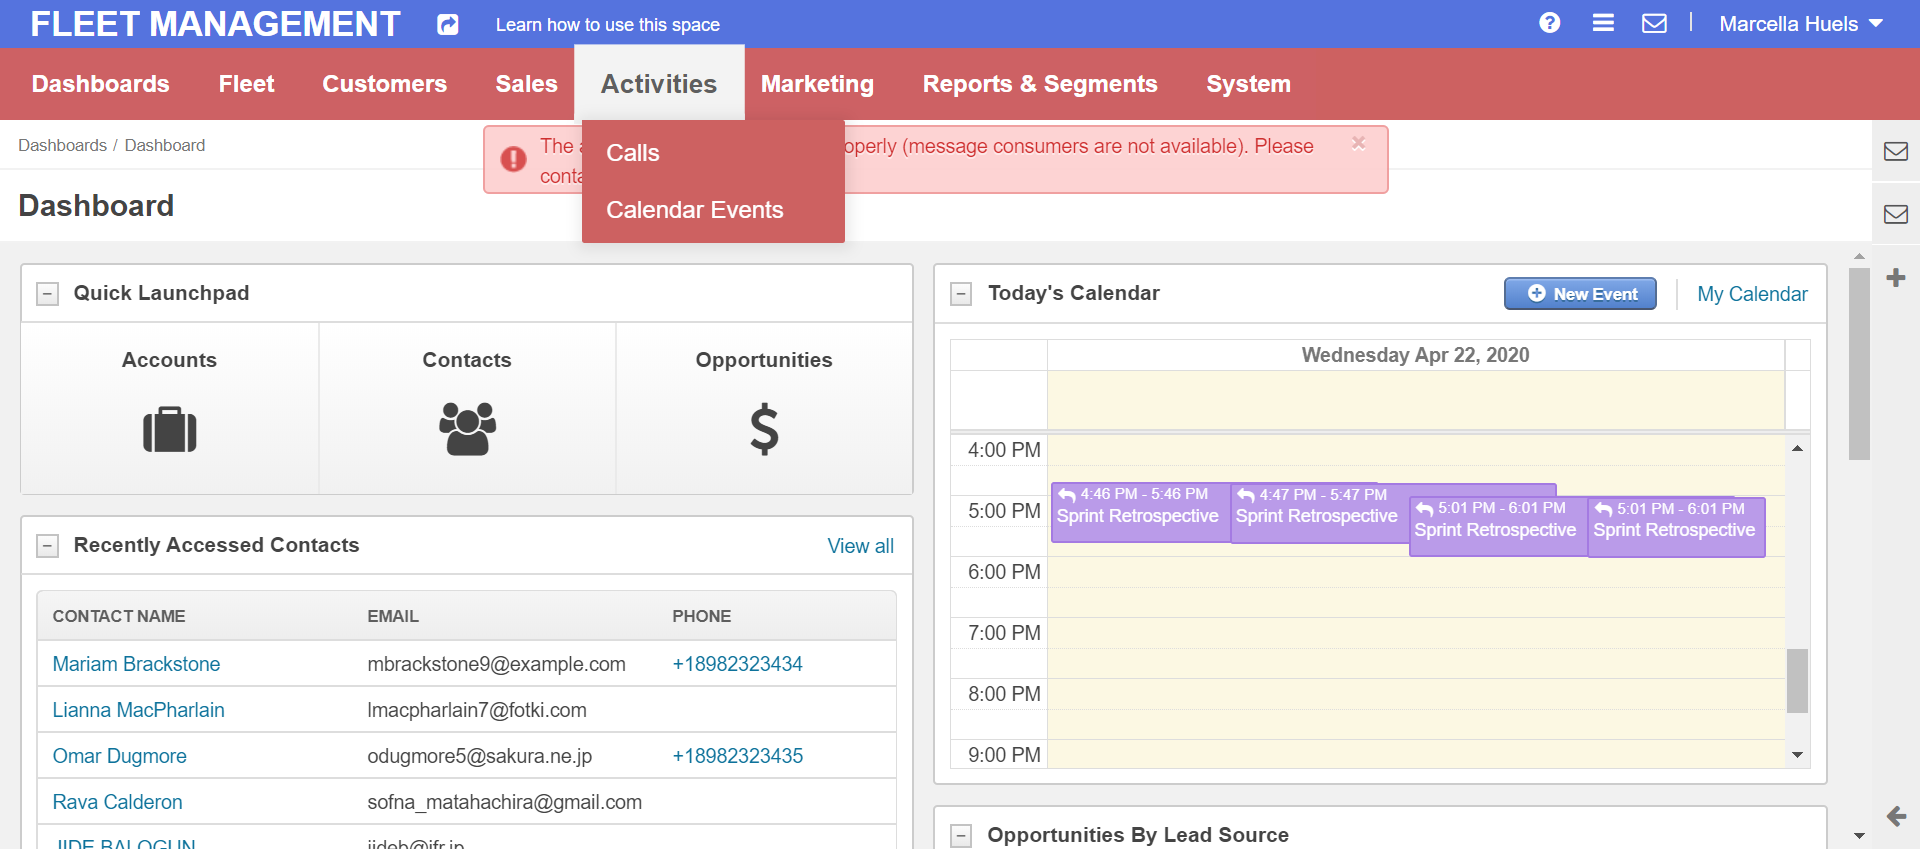 FLEET MANAGEMENT
Learn how to use this space
Marcella Huels
Dashboards
Fleet
Customers
Sales
Activities
Marketing
Reports & Segments
System
Calls
Calendar Events
Dashboards / Dashboard
The
operly (message consumers are not available). Please
Dashboard
Quick Launchpad
Accounts
Contacts
Opportunities
Recently Accessed Contacts
View all
CONTACT NAME EMAIL PHONE
Mariam Brackstone mbrackstone9@example.com +18982323434
Lianna MacPharlain lmacpharlain7@fotki.com
Omar Dugmore odugmore5@sakura.ne.jp +18982323435
Rava Calderon sofna_matahachira@gmail.com
JIDE BALOGUN
Today's Calendar
New Event
My Calendar
Wednesday Apr 22, 2020
4:00 PM
4:46 PM - 5:46 PM
Sprint Retrospective
4:47 PM - 5:47 PM
Sprint Retrospective
5:01 PM - 6:01 PM
Sprint Retrospective
5:01 PM - 6:01 PM
Sprint Retrospective
5:00 PM
6:00 PM
7:00 PM
8:00 PM
9:00 PM
Opportunities By Lead Source